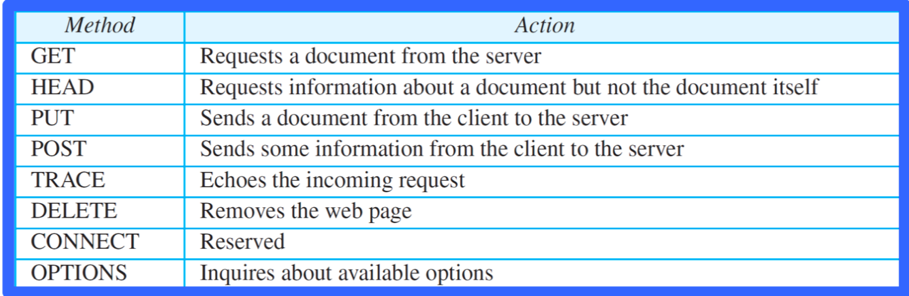 Method Action
GET Requests a document from the server
HEAD Requests information about a document but not the document itself
PUT Sends a document from the client to the server
POST Sends some information from the client to the server
TRACE Echoes the incoming request
DELETE Removes the web page
CONNECT Reserved
OPTIONS Inquires about available options